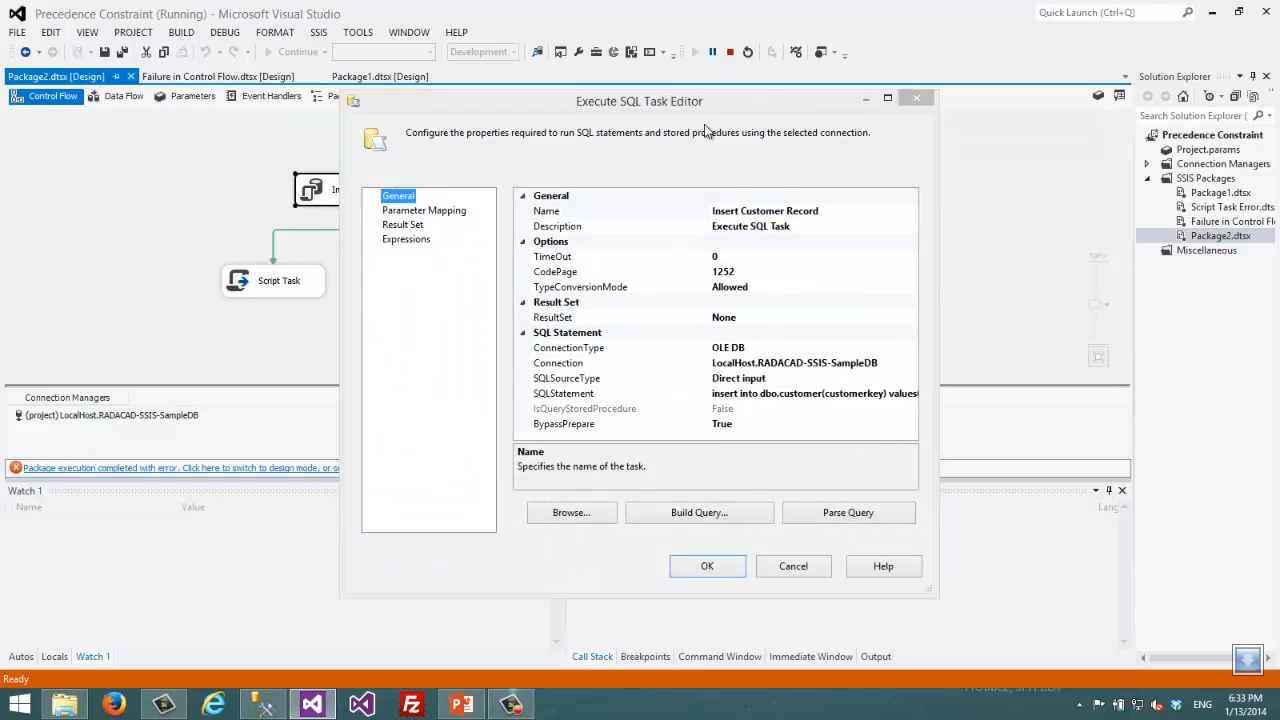 Precedence Constraint (Running) - Microsoft Visual Studio
Quick Launch (Ctrl+Q)
FILE EDIT VIEW PROJECT BUILD DEBUG FORMAT SSIS TOOLS WINDOW HELP
Continue
Development
Package2.dtsx [Design]
Failure in Control Flow.dtsx [Design]
Package1.dtsx [Design]
Control Flow
Data Flow
Parameters
Event Handlers
Solution Explorer
Search Solution Explorer (
Precedence Constraint
Project.params
Connection Managers
SSIS Packages
Package1.dtsx
Script Task Error.dts
Failure in Control Fl
Package2.dtsx
Miscellaneous
Script Task
Execute SQL Task Editor
Configure the properties required to run SQL statements and stored procedures using the selected connection.
General
Parameter Mapping
Result Set
Expressions
General
Name Insert Customer Record
Description Execute SQL Task
Options
TimeOut 0
CodePage 1252
TypeConversionMode Allowed
Result Set
ResultSet None
SQL Statement
ConnectionType OLE DB
Connection LocalHost.RADACAD-SSIS-SampleDB
SQLSourceType Direct input
SQLStatement insert into dbo.customer(customerkey) values
IsQueryStoredProcedure False
BypassPrepare True
Name
Specifies the name of the task.
Browse...
Build Query...
Parse Query
OK
Cancel
Help
Connection Managers
(project) LocalHost.RADACAD-SSIS-SampleDB
Package execution completed with error. Click here to switch to design mode, or se
Watch 1
Name Value
Lang
Autos Locals Watch 1
Call Stack Breakpoints Command Window Immediate Window Output
Ready
ENG
6:33 PM
1/13/2014